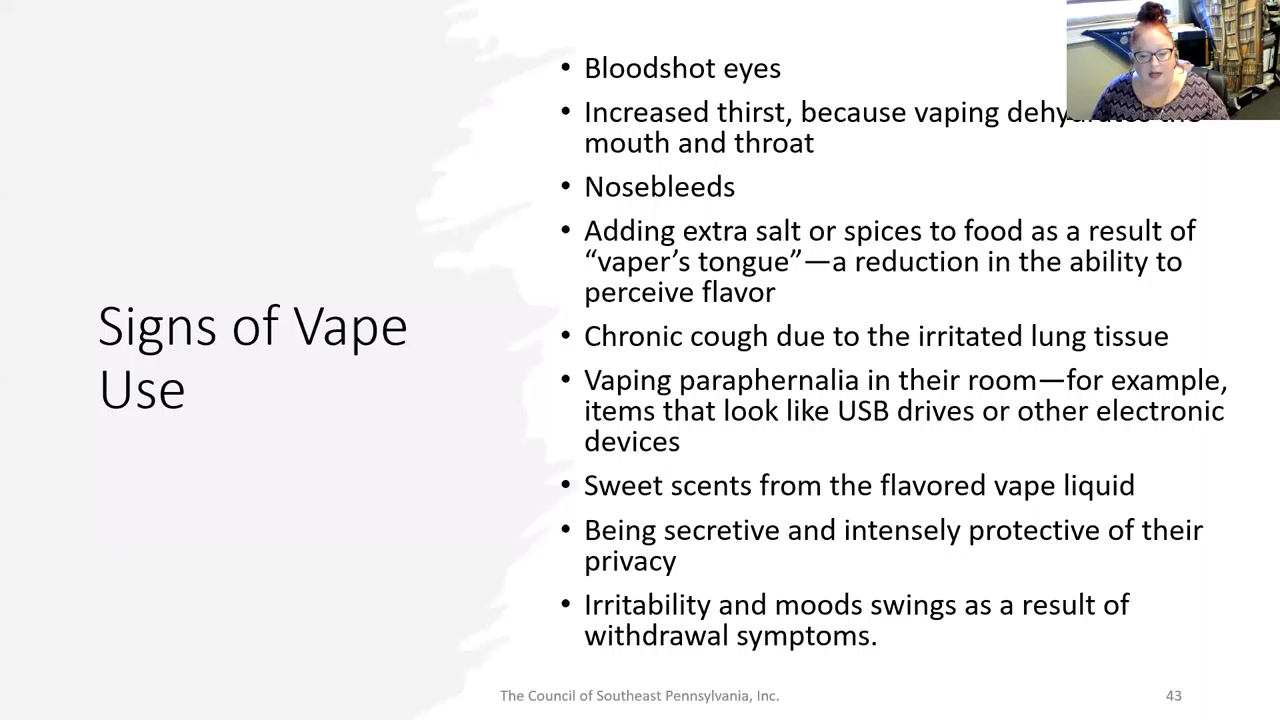 Signs of Vape
Use
• Bloodshot eyes
• Increased thirst, because vaping dehydrates the
mouth and throat
• Nosebleeds
• Adding extra salt or spices to food as a result of
“vaper’s tongue”—a reduction in the ability to
perceive flavor
• Chronic cough due to the irritated lung tissue
• Vaping paraphernalia in their room—for example,
items that look like USB drives or other electronic
devices
• Sweet scents from the flavored vape liquid
• Being secretive and intensely protective of their
privacy
• Irritability and moods swings as a result of
withdrawal symptoms.
The Council of Southeast Pennsylvania, Inc.
43